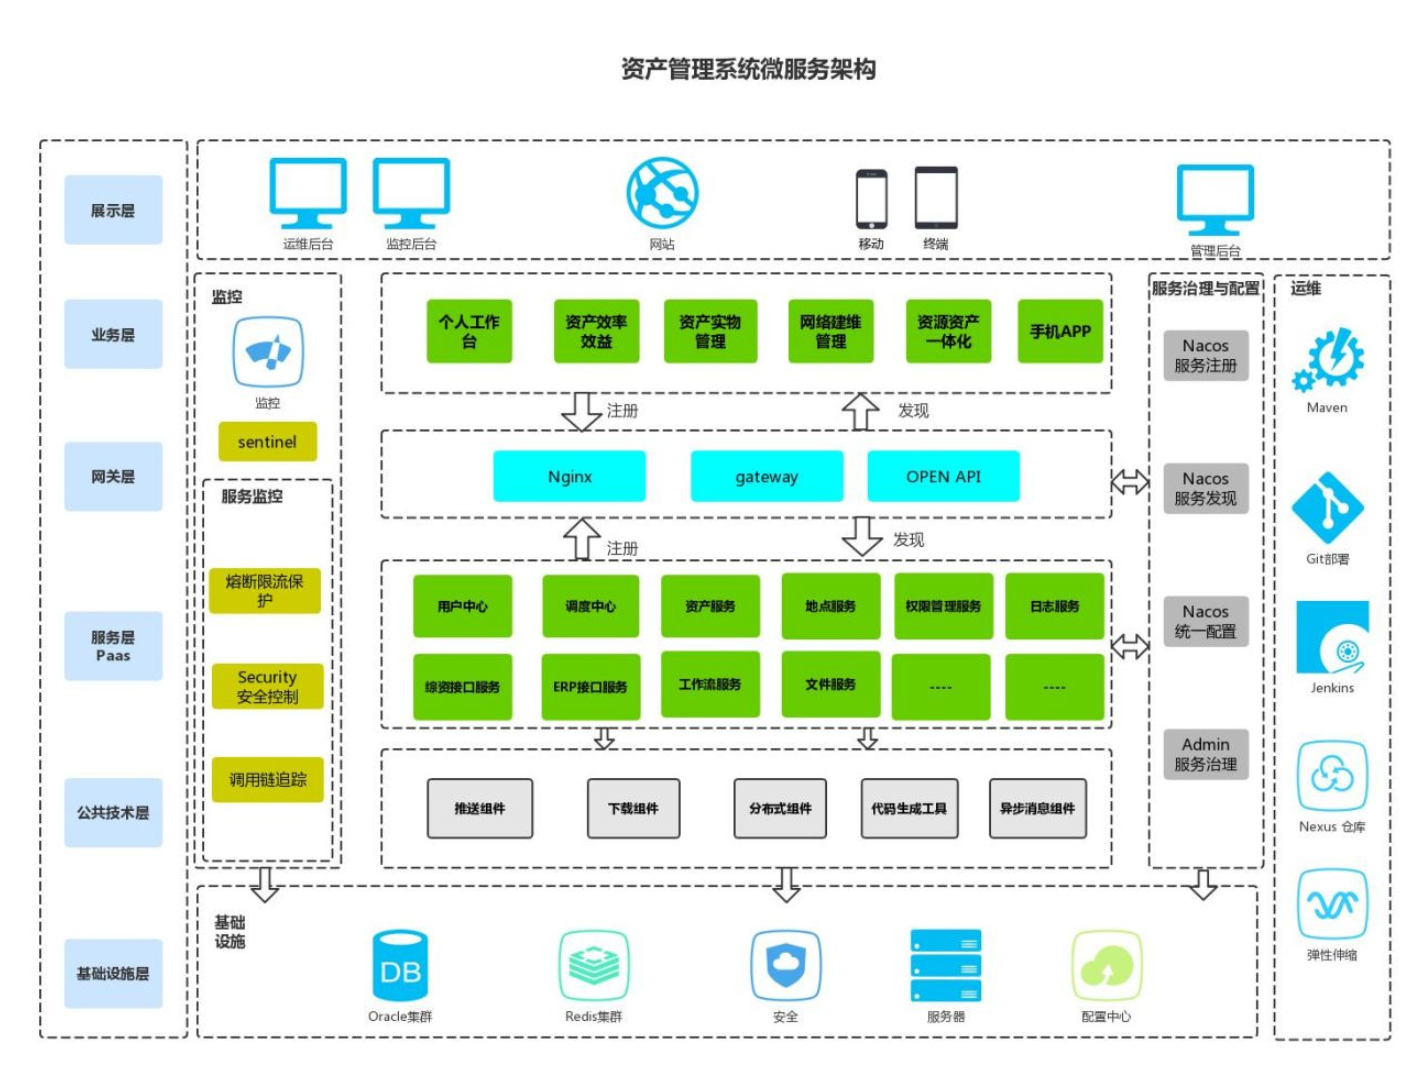 资产管理系统微服务架构
展示层
业务层
网关层
服务层
Paas
公共技术层
基础设施层
运维后台
监控后台
网站
移动
终端
管理后台
监控
监控
sentinel
服务监控
熔断限流保
护
Security
安全控制
调用链追踪
个人工作
台
资产效率
效益
资产实物
管理
网络建维
管理
资源资产
一体化
手机APP
注册
发现
Nginx
gateway
OPEN API
注册
发现
用户中心
调度中心
资产服务
地点服务
权限管理服务
日志服务
综资接口服务
ERP接口服务
工作流服务
文件服务
----
----
推送组件
下载组件
分布式组件
代码生成工具
异步消息组件
服务治理与配置
Nacos
服务注册
Nacos
服务发现
Nacos
统一配置
Admin
服务治理
运维
Maven
Git部署
Jenkins
Nexus 仓库
弹性伸缩
基础
设施
DB
Oracle集群
Redis集群
安全
服务器
配置中心